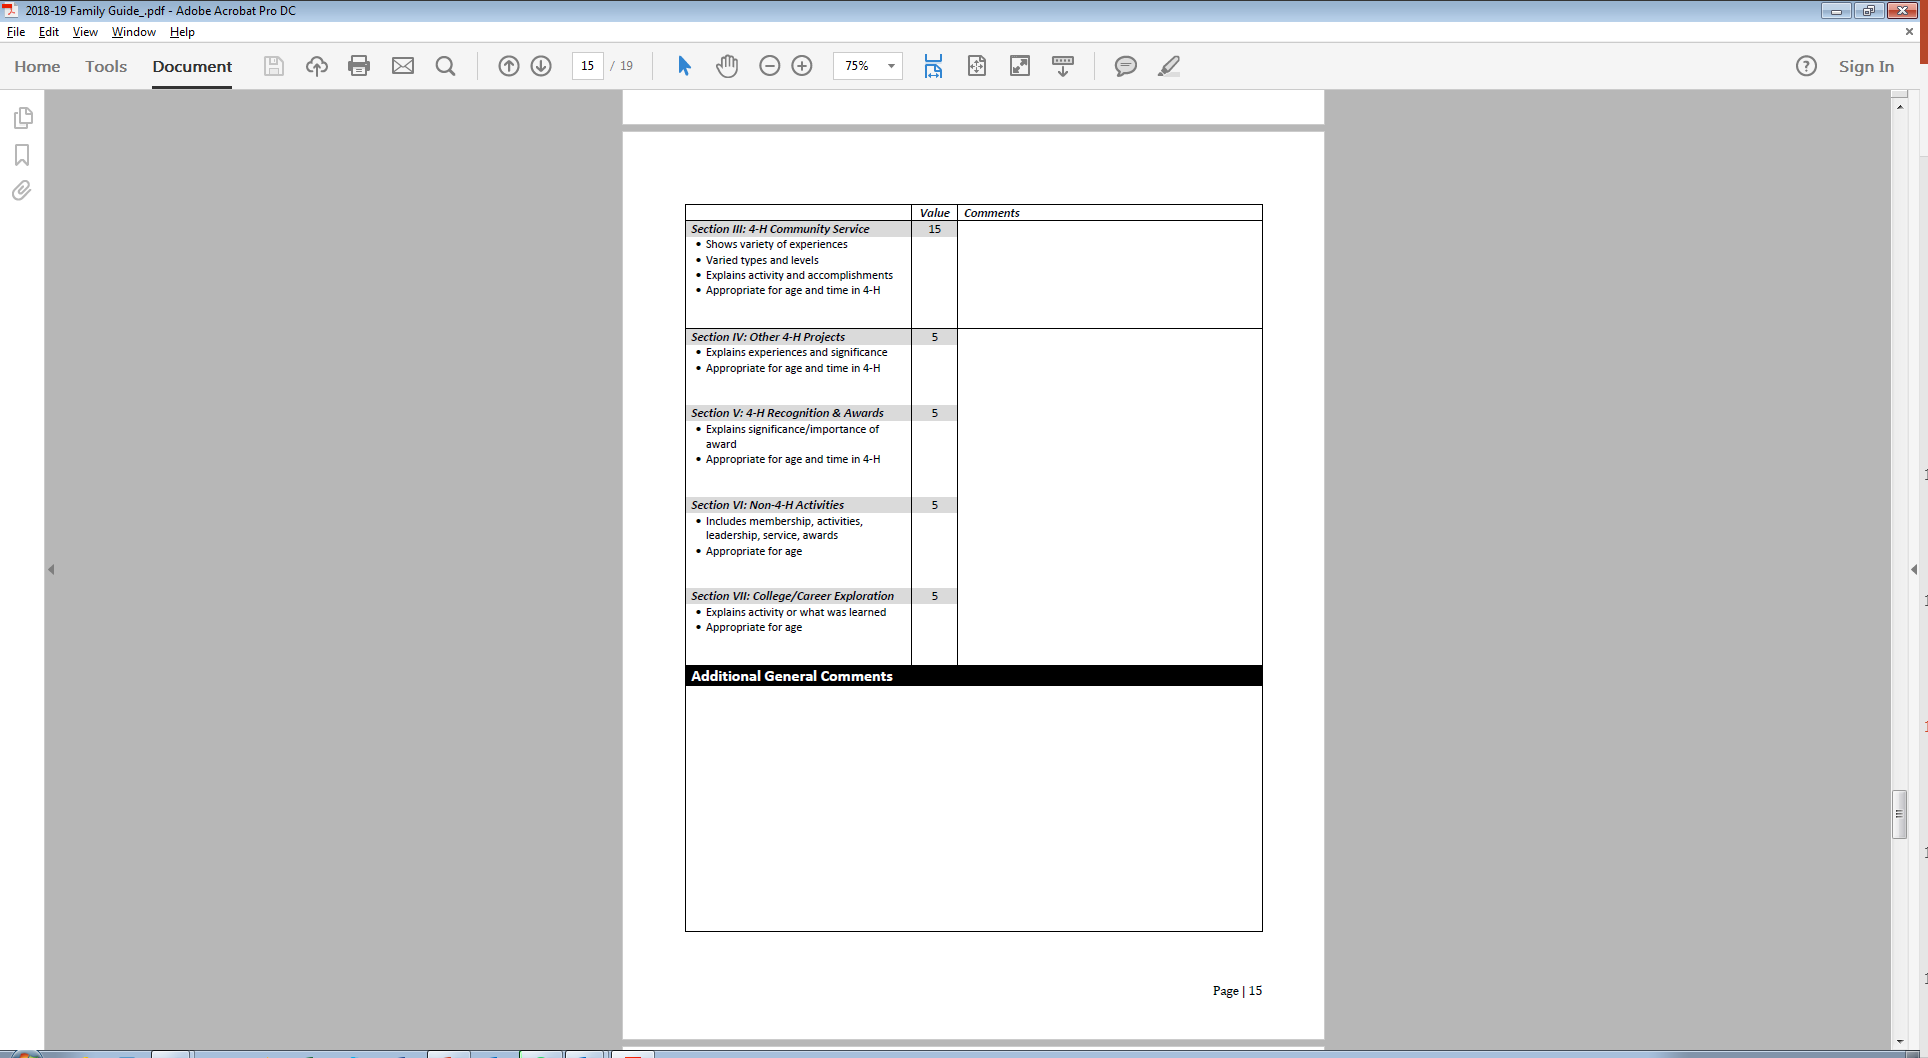 2018-19 Family Guide_.pdf - Adobe Acrobat Pro DC
File Edit View Window Help
Home Tools Document 15 / 19 75% Sign In
Value Comments
Section III: 4-H Community Service 15
• Shows variety of experiences
• Varied types and levels
• Explains activity and accomplishments
• Appropriate for age and time in 4-H
Section IV: Other 4-H Projects 5
• Explains experiences and significance
• Appropriate for age and time in 4-H
Section V: 4-H Recognition & Awards 5
• Explains significance/importance of
award
• Appropriate for age and time in 4-H
Section VI: Non-4-H Activities 5
• Includes membership, activities,
leadership, service, awards
• Appropriate for age
Section VII: College/Career Exploration 5
• Explains activity or what was learned
• Appropriate for age
Additional General Comments
Page | 15